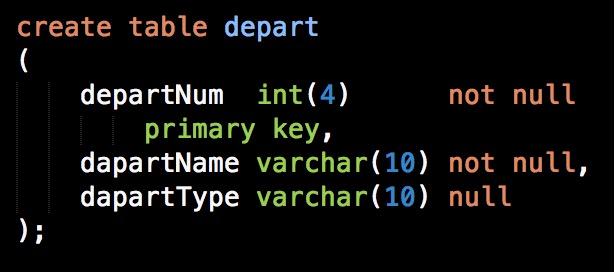 create table depart
(
departNum int(4) not null
primary key,
dapartName varchar(10) not null,
dapartType varchar(10) null
);